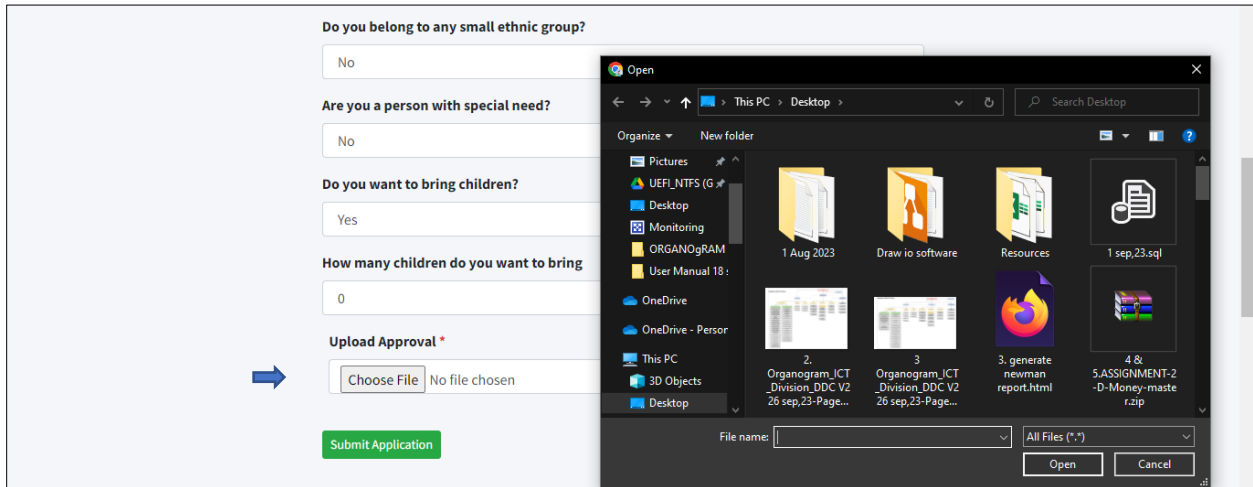 Do you belong to any small ethnic group?
No
Are you a person with special need?
No
Do you want to bring children?
Yes
How many children do you want to bring
0
Upload Approval *
Choose File No file chosen
Submit Application
Open
This PC > Desktop >
Search Desktop
Organize
New folder
Pictures
UEFI_NTFS (G
Desktop
Monitoring
ORGANOgRAM
User Manual 18 :
OneDrive
OneDrive - Person
This PC
3D Objects
Desktop
1 Aug 2023
Draw io software
Resources
1 sep,23.sql
2.
Organogram_ICT
_Division_DDC V2
26 sep,23-Page...
3
Organogram_ICT
_Division_DDC V2
26 sep,23-Page...
3. generate
newman
report.html
4 &
5.ASSIGNMENT-2
-D-Money-maste
r.zip
File name:
All Files (*.*)
Open
Cancel